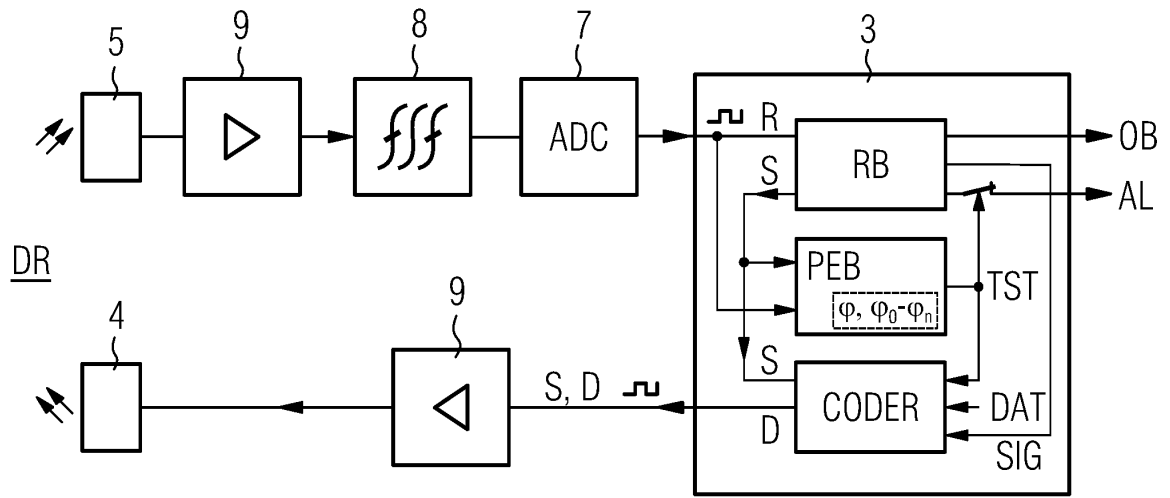 5
9
8
7
3
ADC
R
S
RB
OB
AL
DR
PEB
φ, φ₀-φₙ
TST
4
9
S, D
S
D
CODER
DAT
SIG